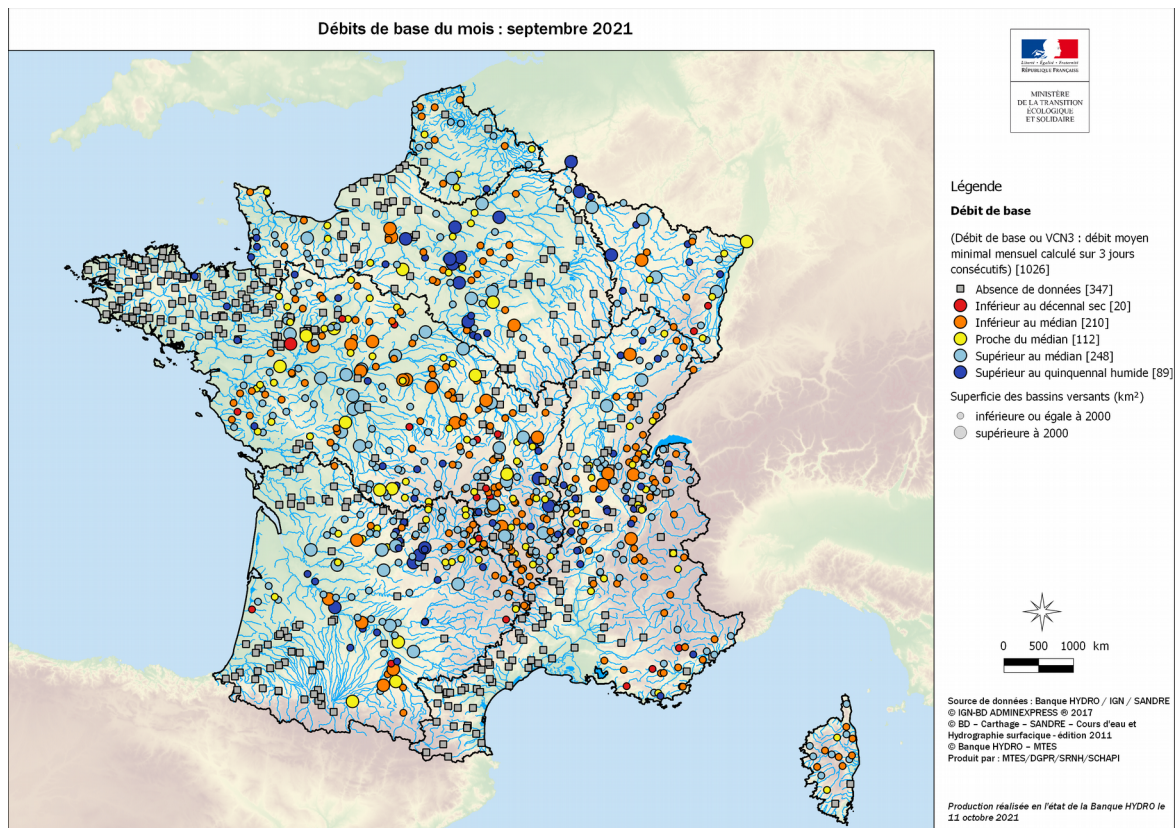 Débits de base du mois : septembre 2021
Liberté • Égalité • Fraternité
RÉPUBLIQUE FRANÇAISE
MINISTÈRE
DE LA TRANSITION
ÉCOLOGIQUE
ET SOLIDAIRE
Légende
Débit de base
(Débit de base ou VCN3 : débit moyen
minimal mensuel calculé sur 3 jours
consécutifs) [1026]
Absence de données [347]
Inférieur au décennal sec [20]
Inférieur au médian [210]
Proche du médian [112]
Supérieur au médian [248]
Supérieur au quinquennal humide [89]
Superficie des bassins versants (km²)
inférieure ou égale à 2000
supérieure à 2000
0 500 1000 km
Source de données : Banque HYDRO / IGN / SANDRE
© IGN-BD ADMINEXPRESS ® 2017
© BD – Carthage – SANDRE – Cours d'eau et
Hydrographie surfacique - édition 2011
© Banque HYDRO – MTES
Produit par : MTES/DGPR/SRNH/SCHAPI
Production réalisée en l'état de la Banque HYDRO le
11 octobre 2021